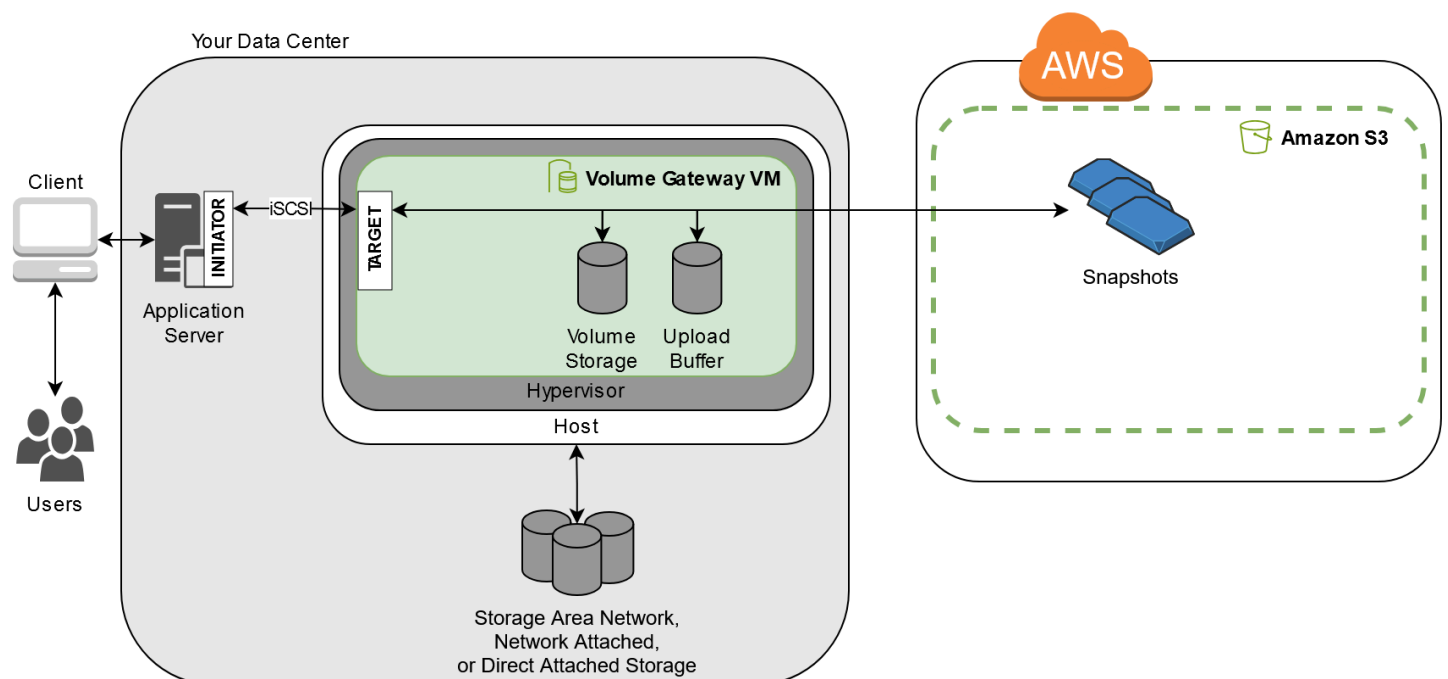 Your Data Center
AWS
Amazon S3
Client
Volume Gateway VM
INITIATOR
iSCSI
TARGET
Snapshots
Application
Server
Volume
Storage
Upload
Buffer
Hypervisor
Host
Users
Storage Area Network,
Network Attached,
or Direct Attached Storage